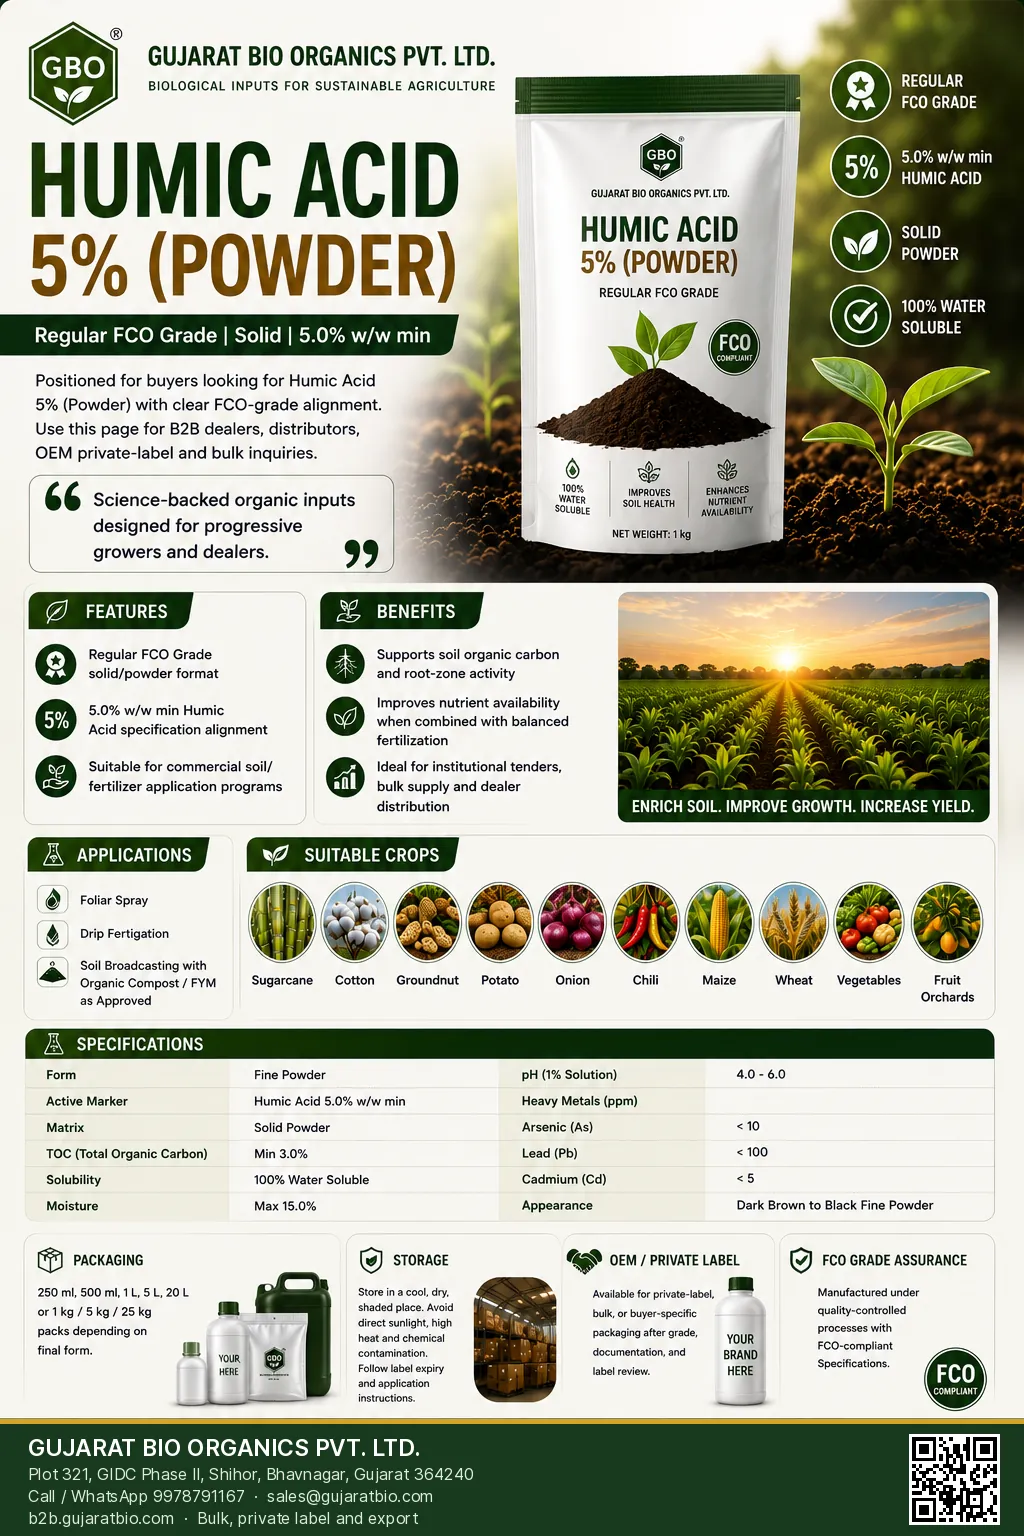 GBO
®
GUJARAT BIO ORGANICS PVT. LTD.
BIOLOGICAL INPUTS FOR SUSTAINABLE AGRICULTURE
HUMIC ACID
5% (POWDER)
Regular FCO Grade | Solid | 5.0% w/w min
Positioned for buyers looking for Humic Acid
5% (Powder) with clear FCO-grade alignment.
Use this page for B2B dealers, distributors,
OEM private-label and bulk inquiries.
“ Science-backed organic inputs
designed for progressive
growers and dealers. ”
GBO
®
GUJARAT BIO ORGANICS PVT. LTD.
HUMIC ACID
5% (POWDER)
REGULAR FCO GRADE
FCO
COMPLIANT
100%
WATER
SOLUBLE
IMPROVES
SOIL HEALTH
ENHANCES
NUTRIENT
AVAILABILITY
NET WEIGHT: 1 kg
REGULAR
FCO GRADE
5%
5.0% w/w min
HUMIC ACID
SOLID
POWDER
100% WATER
SOLUBLE
FEATURES
Regular FCO Grade
solid/powder format
5%
5.0% w/w min Humic
Acid specification alignment
Suitable for commercial soil/
fertilizer application programs
BENEFITS
Supports soil organic carbon
and root-zone activity
Improves nutrient availability
when combined with balanced
fertilization
Ideal for institutional tenders,
bulk supply and dealer
distribution
ENRICH SOIL. IMPROVE GROWTH. INCREASE YIELD.
APPLICATIONS
Foliar Spray
Drip Fertigation
Soil Broadcasting with
Organic Compost / FYM
as Approved
SUITABLE CROPS
Sugarcane
Cotton
Groundnut
Potato
Onion
Chili
Maize
Wheat
Vegetables
Fruit
Orchards
SPECIFICATIONS
Form Fine Powder pH (1% Solution) 4.0 - 6.0
Active Marker Humic Acid 5.0% w/w min Heavy Metals (ppm)
Matrix Solid Powder Arsenic (As) < 10
TOC (Total Organic Carbon) Min 3.0% Lead (Pb) < 100
Solubility 100% Water Soluble Cadmium (Cd) < 5
Moisture Max 15.0% Appearance Dark Brown to Black Fine Powder
PACKAGING
250 ml, 500 ml, 1 L, 5 L, 20 L
or 1 kg / 5 kg / 25 kg
packs depending on
final form.
YOUR
HERE
GBO
STORAGE
Store in a cool, dry,
shaded place. Avoid
direct sunlight, high
heat and chemical
contamination.
Follow label expiry
and application
instructions.
OEM / PRIVATE LABEL
Available for private-label,
bulk, or buyer-specific
packaging after grade,
documentation, and
label review.
YOUR
BRAND
HERE
FCO GRADE ASSURANCE
Manufactured under
quality-controlled
processes with
FCO-compliant
Specifications.
FCO
COMPLIANT
GUJARAT BIO ORGANICS PVT. LTD.
Plot 321, GIDC Phase II, Shihor, Bhavnagar, Gujarat 364240
Call / WhatsApp 9978791167 · sales@gujaratbio.com
b2b.gujaratbio.com · Bulk, private label and export